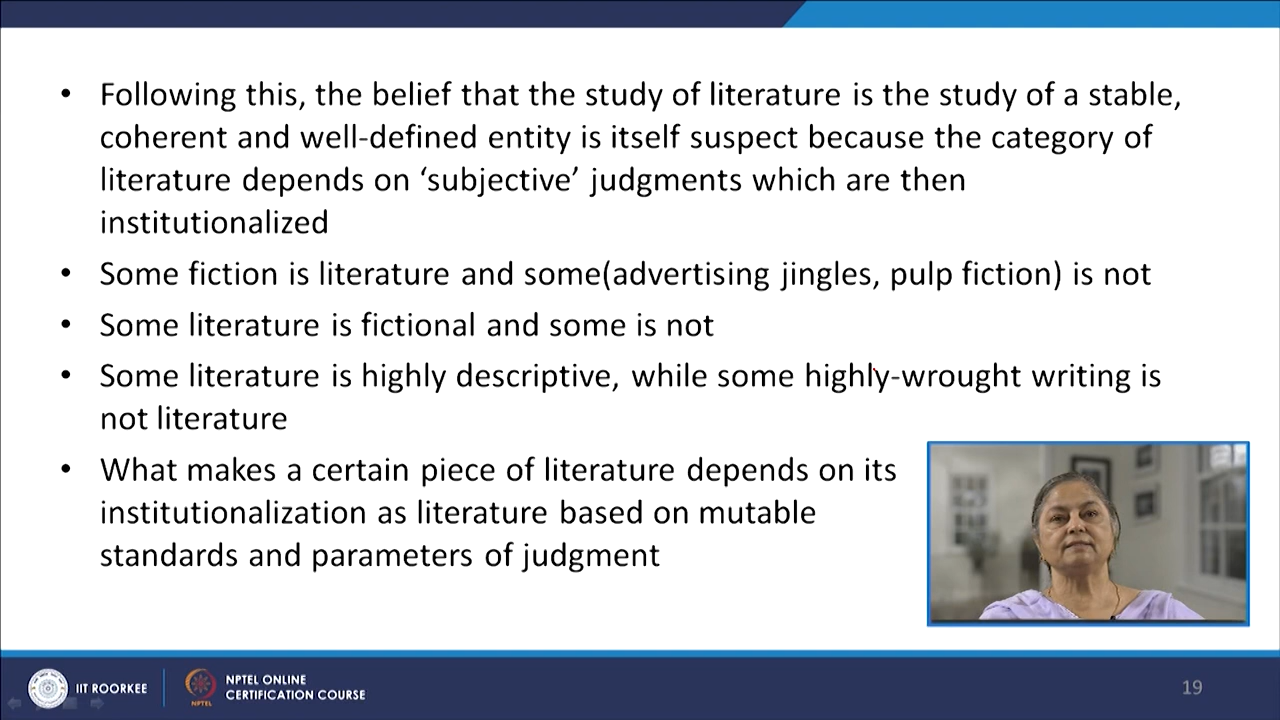 • Following this, the belief that the study of literature is the study of a stable,
coherent and well-defined entity is itself suspect because the category of
literature depends on ‘subjective’ judgments which are then
institutionalized
• Some fiction is literature and some(advertising jingles, pulp fiction) is not
• Some literature is fictional and some is not
• Some literature is highly descriptive, while some highly-wrought writing is
not literature
• What makes a certain piece of literature depends on its
institutionalization as literature based on mutable
standards and parameters of judgment
IIT ROORKEE
NPTEL
NPTEL ONLINE
CERTIFICATION COURSE
19